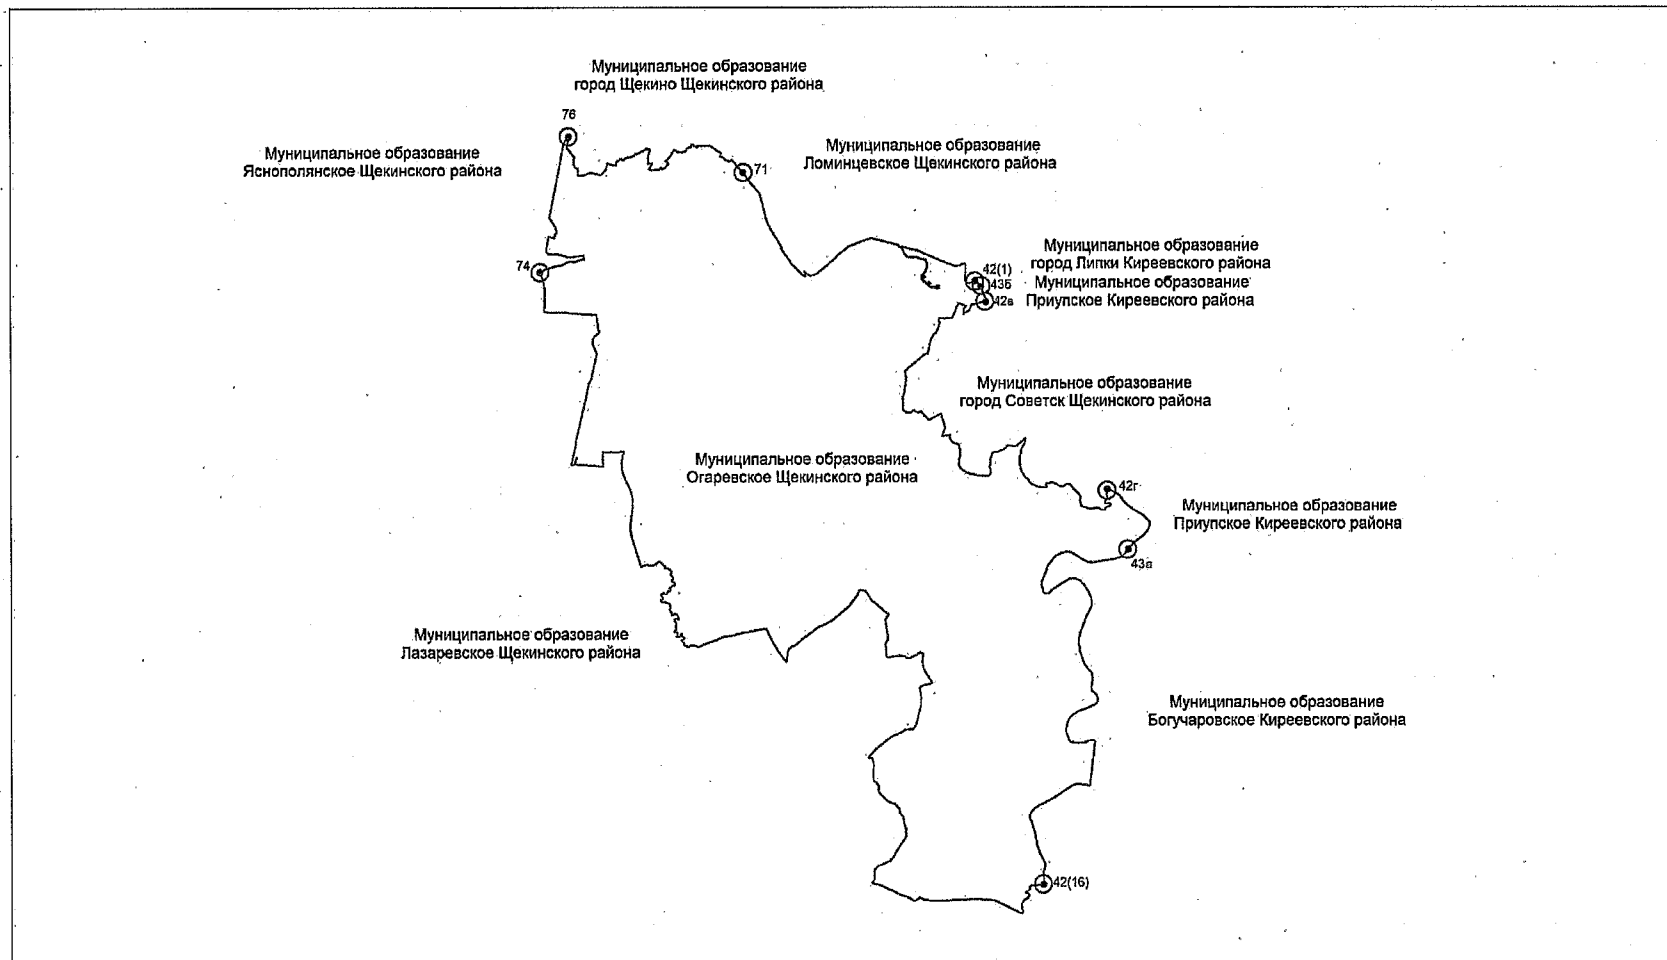 Муниципальное образование
город Щекино Щекинского района
76
Муниципальное образование
Яснополянское Щекинского района
Муниципальное образование
Ломинцевское Щекинского района
71
74
Муниципальное образование
город Липки Киреевского района
42(1)
43б
Муниципальное образование
Приупское Киреевского района
42в
Муниципальное образование
город Советск Щекинского района
Муниципальное образование
Огаревское Щекинского района
42г
Муниципальное образование
Приупское Киреевского района
43а
Муниципальное образование
Лазаревское Щекинского района
Муниципальное образование
Богучаровское Киреевского района
42(16)